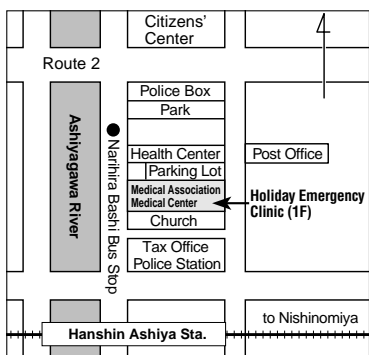 Citizens'
Center
Route 2
Police Box
Park
Ashiyagawa River
Narihira Bashi Bus Stop
Health Center
Post Office
Parking Lot
Medical Association
Medical Center
Holiday Emergency
Clinic (1F)
Church
Tax Office
Police Station
to Nishinomiya
Hanshin Ashiya Sta.